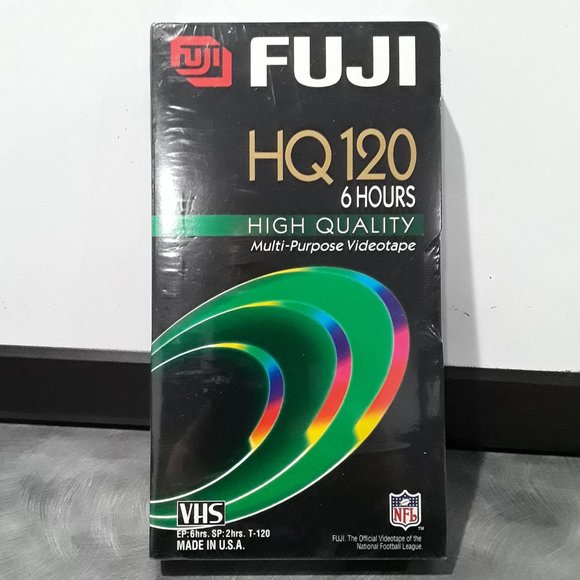 FUJI FUJI
HQ 120
6 HOURS
HIGH QUALITY
Multi-Purpose Videotape
VHS
EP:6hrs. SP:2hrs. T-120
MADE IN U.S.A.
NFL
TM
FUJI. The Official Videotape of the
National Football League.